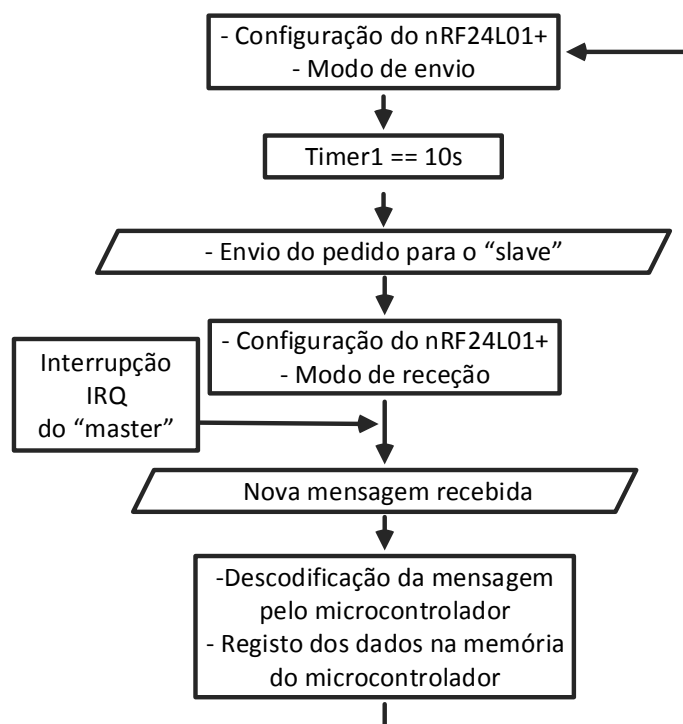 - Configuração do nRF24L01+
- Modo de envio
Timer1 == 10s
- Envio do pedido para o “slave”
- Configuração do nRF24L01+
- Modo de receção
Interrupção
IRQ
do “master”
Nova mensagem recebida
-Descodificação da mensagem
pelo microcontrolador
- Registo dos dados na memória
do microcontrolador